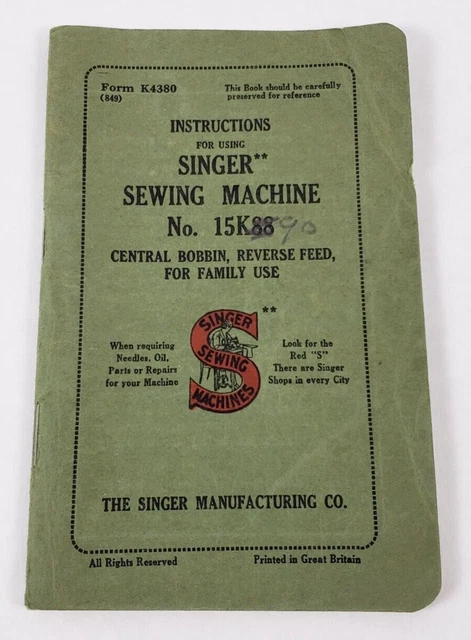 Form K4380
(849)
This Book should be carefully
preserved for reference
INSTRUCTIONS
FOR USING
SINGER**
SEWING MACHINE
No. 15K88 90
CENTRAL BOBBIN, REVERSE FEED,
FOR FAMILY USE
**
When requiring
Needles, Oil,
Parts or Repairs
for your Machine
SINGER
SEWING
MACHINES
Look for the
Red "S"
There are Singer
Shops in every City
THE SINGER MANUFACTURING CO.
All Rights Reserved
Printed in Great Britain